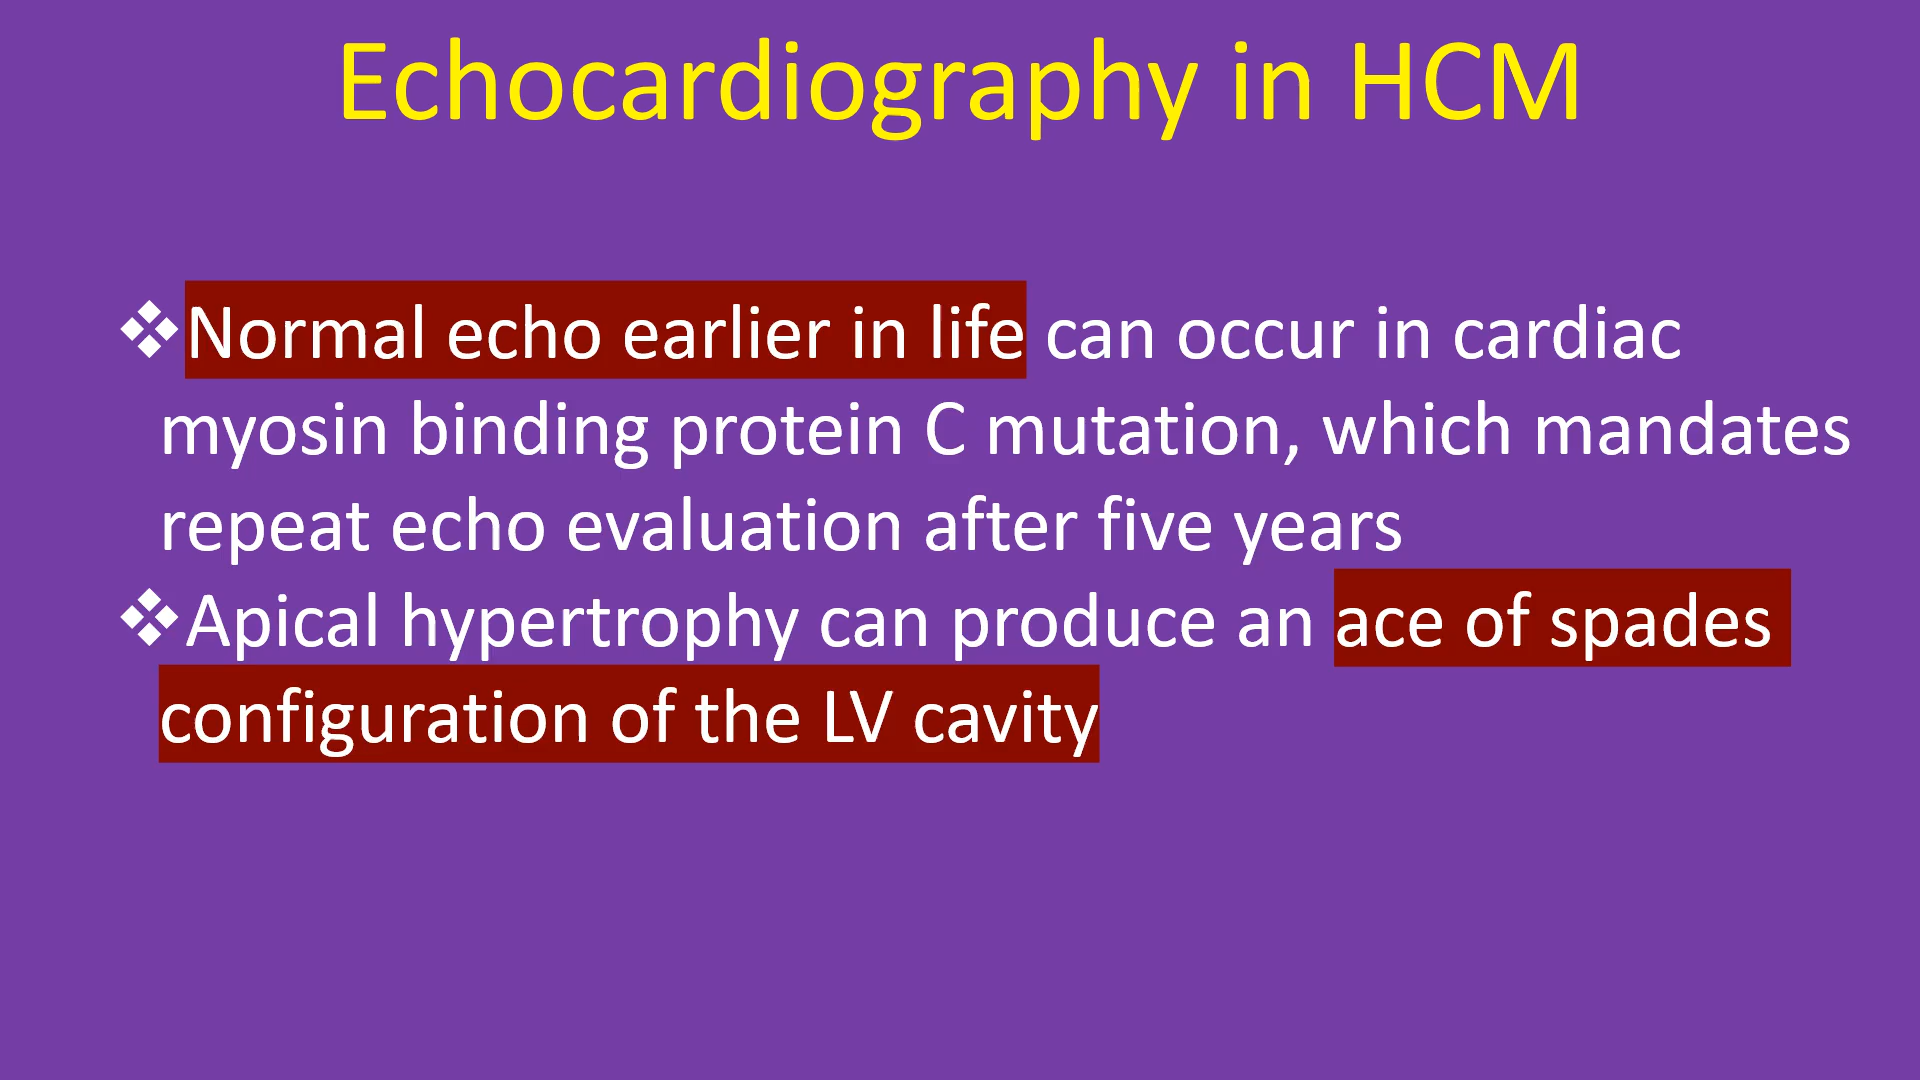 Echocardiography in HCM
❖Normal echo earlier in life can occur in cardiac
myosin binding protein C mutation, which mandates
repeat echo evaluation after five years
❖Apical hypertrophy can produce an ace of spades
configuration of the LV cavity